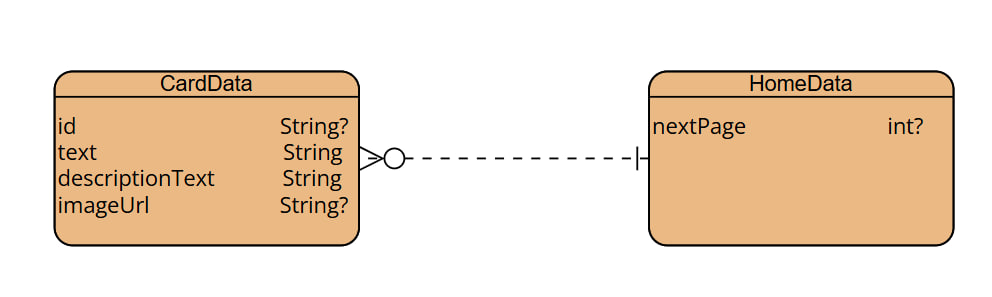 CardData
id String?
text String
descriptionText String
imageUrl String?
HomeData
nextPage int?